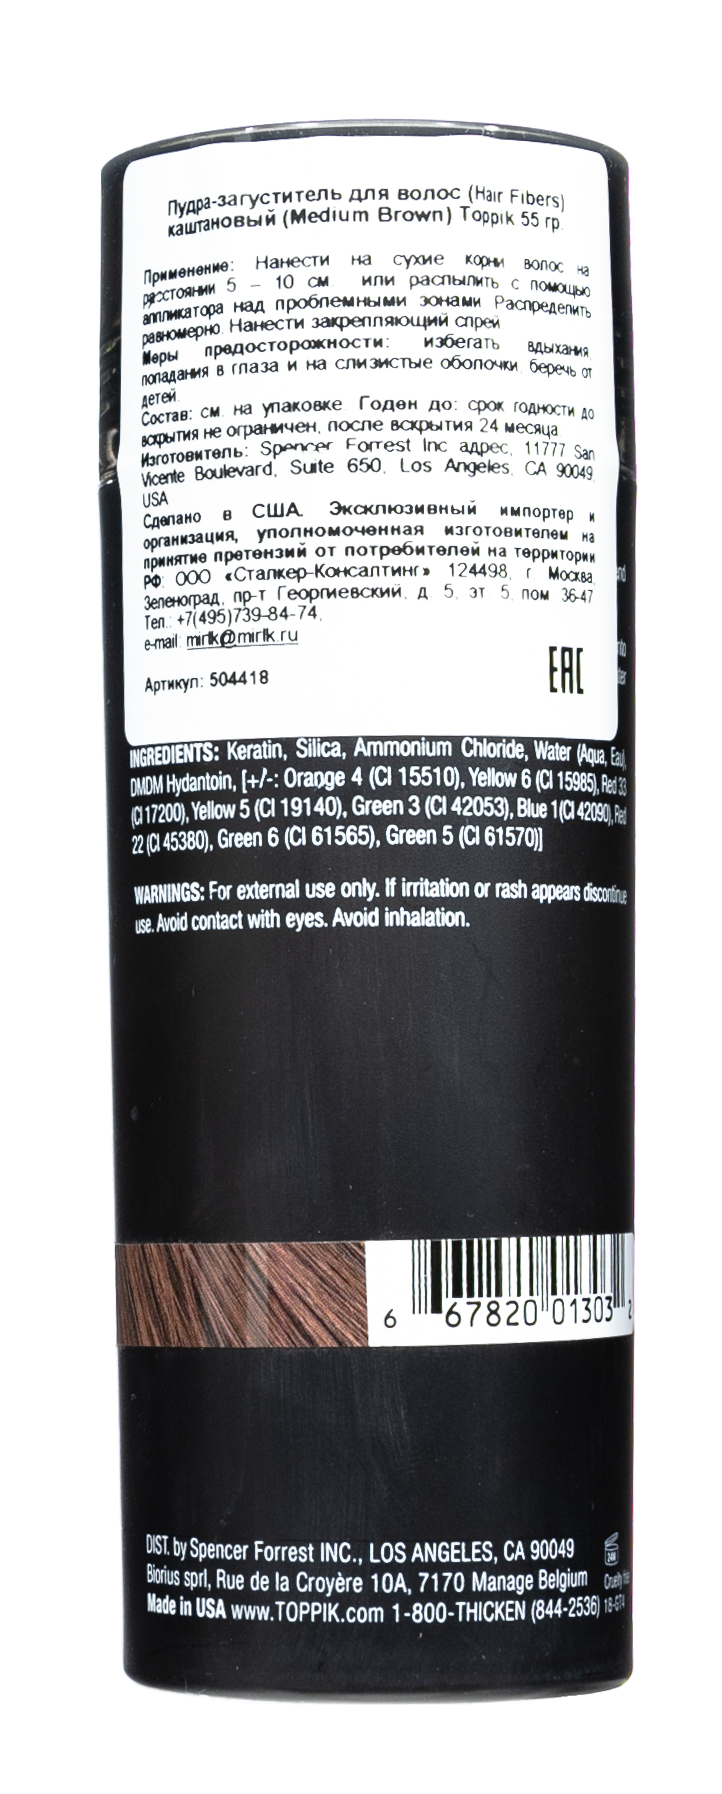 Пудра-загуститель для волос (Hair Fibers)
каштановый (Medium Brown) Toppik 55 гр.
Применение: Нанести на сухие корни волос на
расстоянии 5 – 10 см. или распылить с помощью
аппликатора над проблемными зонами. Распределить
равномерно. Нанести закрепляющий спрей
Меры предосторожности: избегать вдыхания,
попадания в глаза и на слизистые оболочки, беречь от
детей.
Состав: см. на упаковке. Годен до: срок годности до
вскрытия не ограничен, после вскрытия 24 месяца.
Изготовитель: Spencer Forrest Inc адрес, 11777 San
Vicente Boulevard, Suite 650, Los Angeles, CA 90049,
USA
Сделано в США. Эксклюзивный импортер и
организация, уполномоченная изготовителем на
принятие претензий от потребителей на территории
РФ: ООО «Сталкер-Консалтинг» 124498, г. Москва,
Зеленоград, пр-т Георгиевский, д. 5, эт 5, пом 36-47
Тел.: +7(495)739-84-74,
e-mail: mirlk@mirlk.ru
Артикул: 504418
EAC
INGREDIENTS: Keratin, Silica, Ammonium Chloride, Water (Aqua, Eau),
DMDM Hydantoin, [+/-: Orange 4 (CI 15510), Yellow 6 (CI 15985), Red 33
(CI 17200), Yellow 5 (CI 19140), Green 3 (CI 42053), Blue 1(CI 42090), Red
22 (CI 45380), Green 6 (CI 61565), Green 5 (CI 61570)]
WARNINGS: For external use only. If irritation or rash appears discontinue
use. Avoid contact with eyes. Avoid inhalation.
6 67820 01303 2
DIST. by Spencer Forrest INC., LOS ANGELES, CA 90049
24M
Biorius sprl, Rue de la Croyère 10A, 7170 Manage Belgium
Cruelty free
Made in USA www.TOPPIK.com 1-800-THICKEN (844-2536) 18-GT4